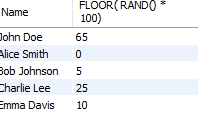 Name FLOOR( RAND() *
100)
John Doe 65
Alice Smith 0
Bob Johnson 5
Charlie Lee 25
Emma Davis 10